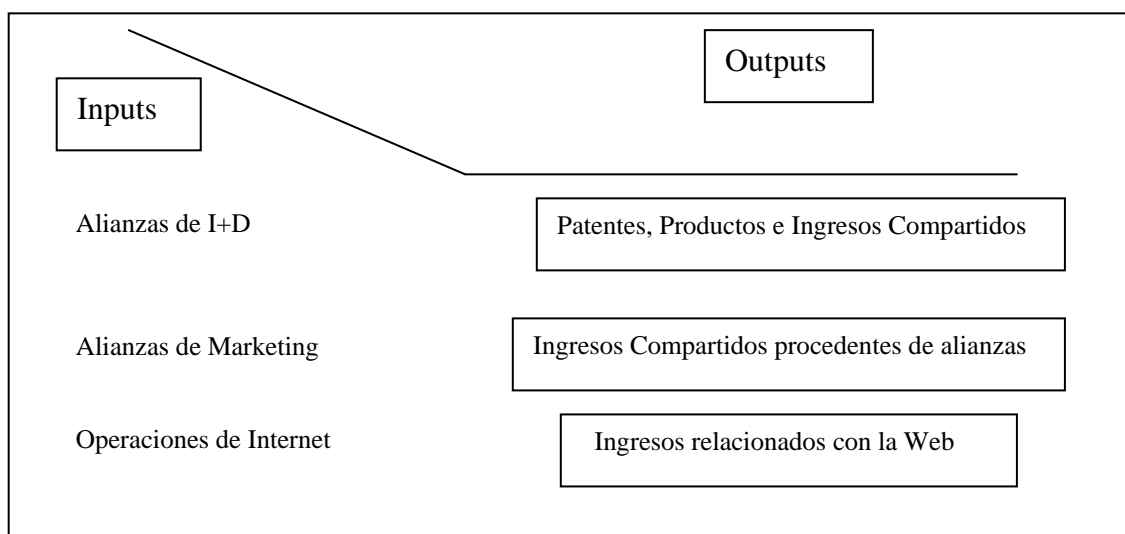 Outputs
Inputs
Alianzas de I+D
Patentes, Productos e Ingresos Compartidos
Alianzas de Marketing
Ingresos Compartidos procedentes de alianzas
Operaciones de Internet
Ingresos relacionados con la Web